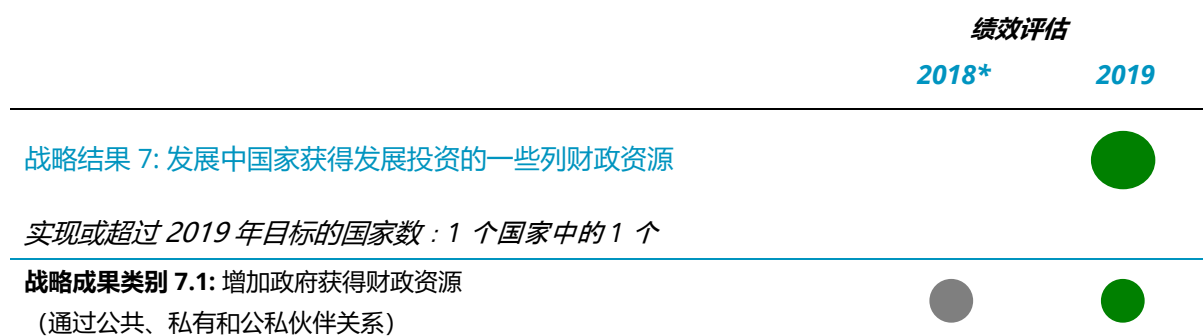 绩效评估
2018* 2019
战略结果 7: 发展中国家获得发展投资的一些列财政资源
实现或超过 2019 年目标的国家数：1 个国家中的 1 个
战略成果类别 7.1: 增加政府获得财政资源
（通过公共、私有和公私伙伴关系）